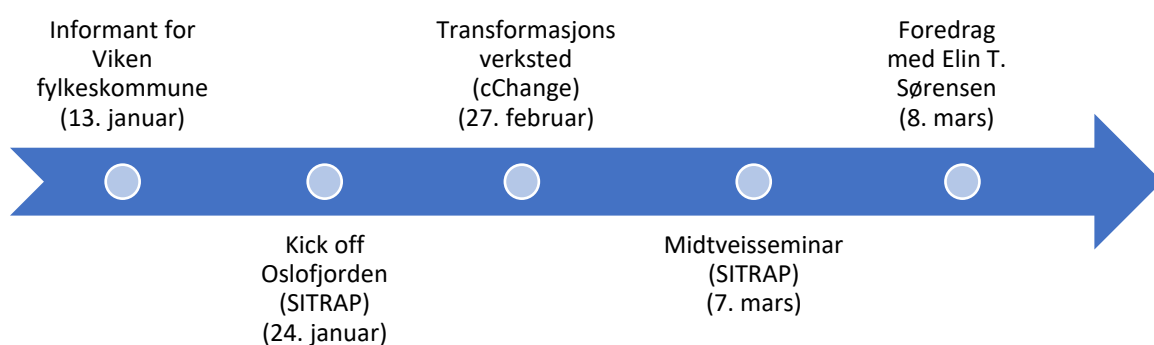 Informant for
Viken
fylkeskommune
(13. januar)
Kick off
Oslofjorden
(SITRAP)
(24. januar)
Transformasjons
verksted
(cChange)
(27. februar)
Midtveisseminar
(SITRAP)
(7. mars)
Foredrag
med Elin T.
Sørensen
(8. mars)